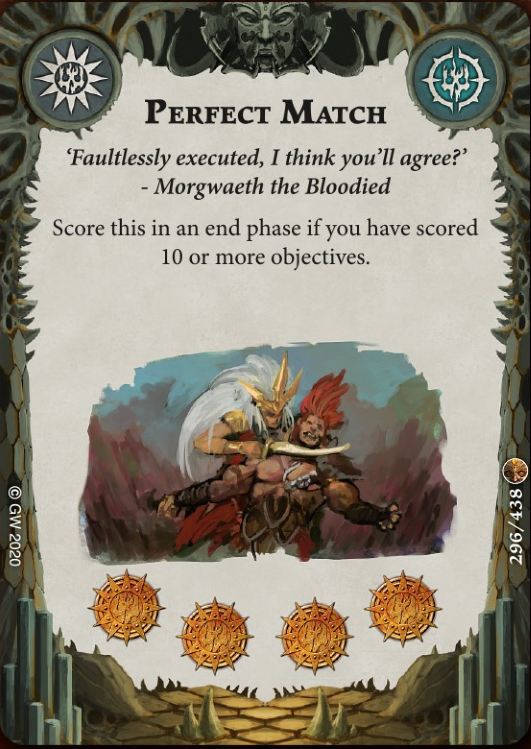 Perfect Match
‘Faultlessly executed, I think you’ll agree?’
- Morgwaeth the Bloodied
Score this in an end phase if you have scored
10 or more objectives.
© GW 2020
296/438